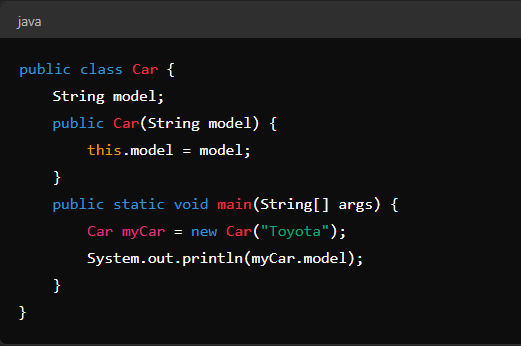 java
public class Car {
    String model;
    public Car(String model) {
        this.model = model;
    }
    public static void main(String[] args) {
        Car myCar = new Car("Toyota");
        System.out.println(myCar.model);
    }
}